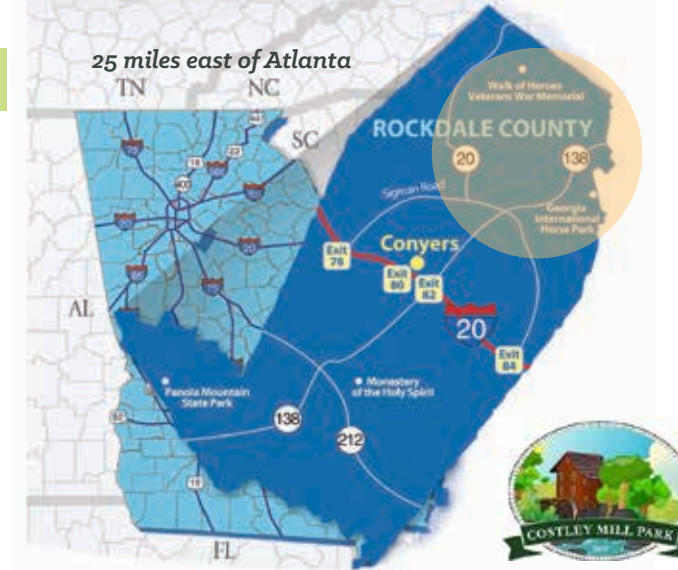 25 miles east of Atlanta
TN
NC
SC
Walk of Heroes
Veterans War Memorial
ROCKDALE COUNTY
20
138
Sigman Road
Georgia
International
Horse Park
Conyers
Exit
78
Exit
80
Exit
82
20
Exit
84
AL
Panola Mountain
State Park
Monastery
of the Holy Spirit
138
212
FL
COSTLEY MILL PARK